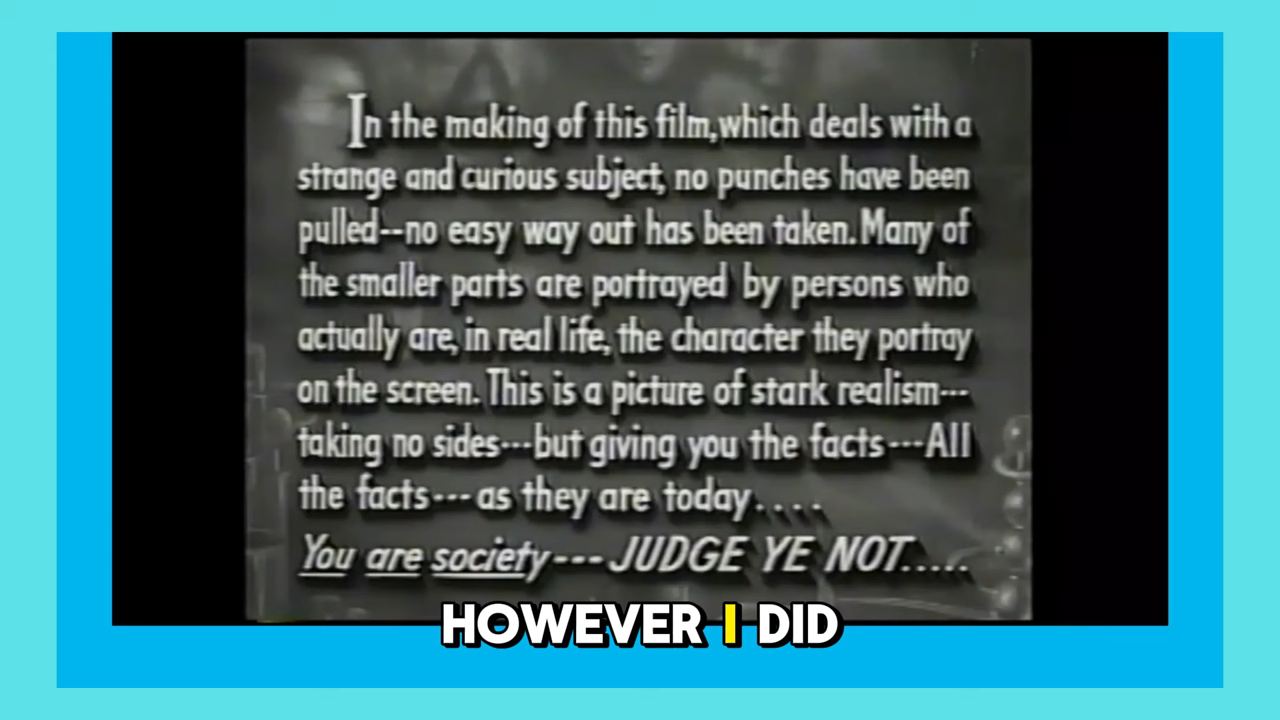 In the making of this film, which deals with a
strange and curious subject, no punches have been
pulled--no easy way out has been taken. Many of
the smaller parts are portrayed by persons who
actually are, in real life, the character they portray
on the screen. This is a picture of stark realism---
taking no sides---but giving you the facts---All
the facts---as they are today....
You are society---JUDGE YE NOT.....
HOWEVER I DID